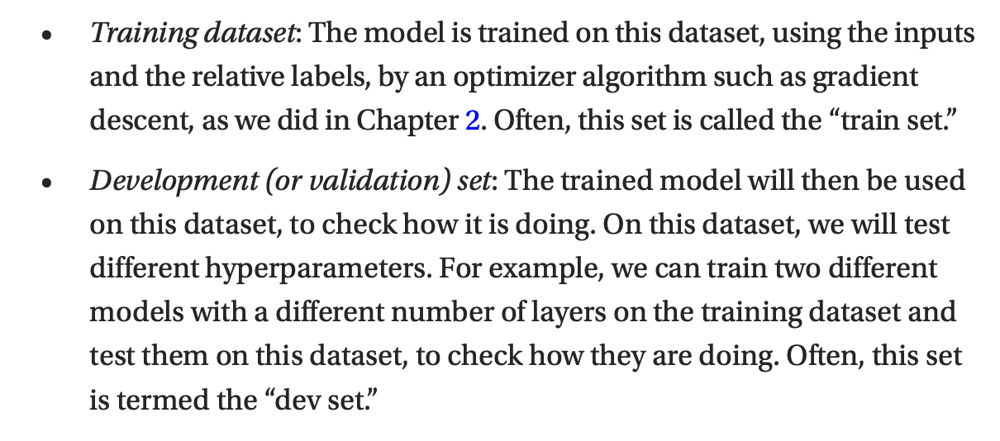 • Training dataset: The model is trained on this dataset, using the inputs
and the relative labels, by an optimizer algorithm such as gradient
descent, as we did in Chapter 2. Often, this set is called the “train set.”
• Development (or validation) set: The trained model will then be used
on this dataset, to check how it is doing. On this dataset, we will test
different hyperparameters. For example, we can train two different
models with a different number of layers on the training dataset and
test them on this dataset, to check how they are doing. Often, this set
is termed the “dev set.”